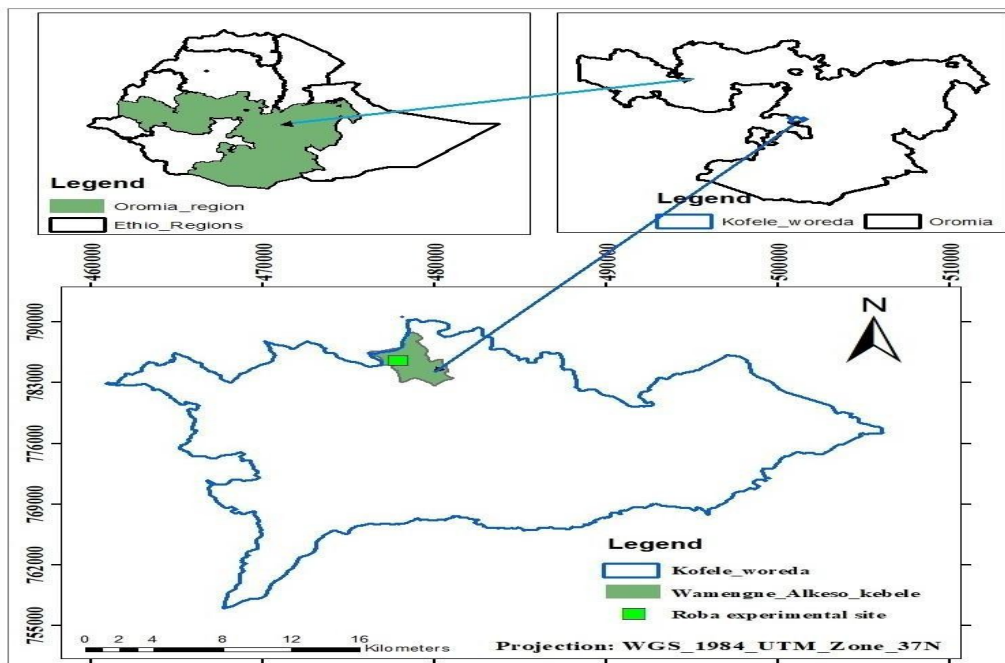 Legend
Oromia_region
Ethio_Regions
Legend
Kofele_woreda Oromia
460000 470000 480000 490000 500000 510000
790000
783000
776000
769000
762000
755000
N
Legend
Kofele_woreda
Wamengne_Alkeso_kebele
Roba experimental site
0 2 4 8 12 16
Kilometers
Projection: WGS_1984_UTM_Zone_37N